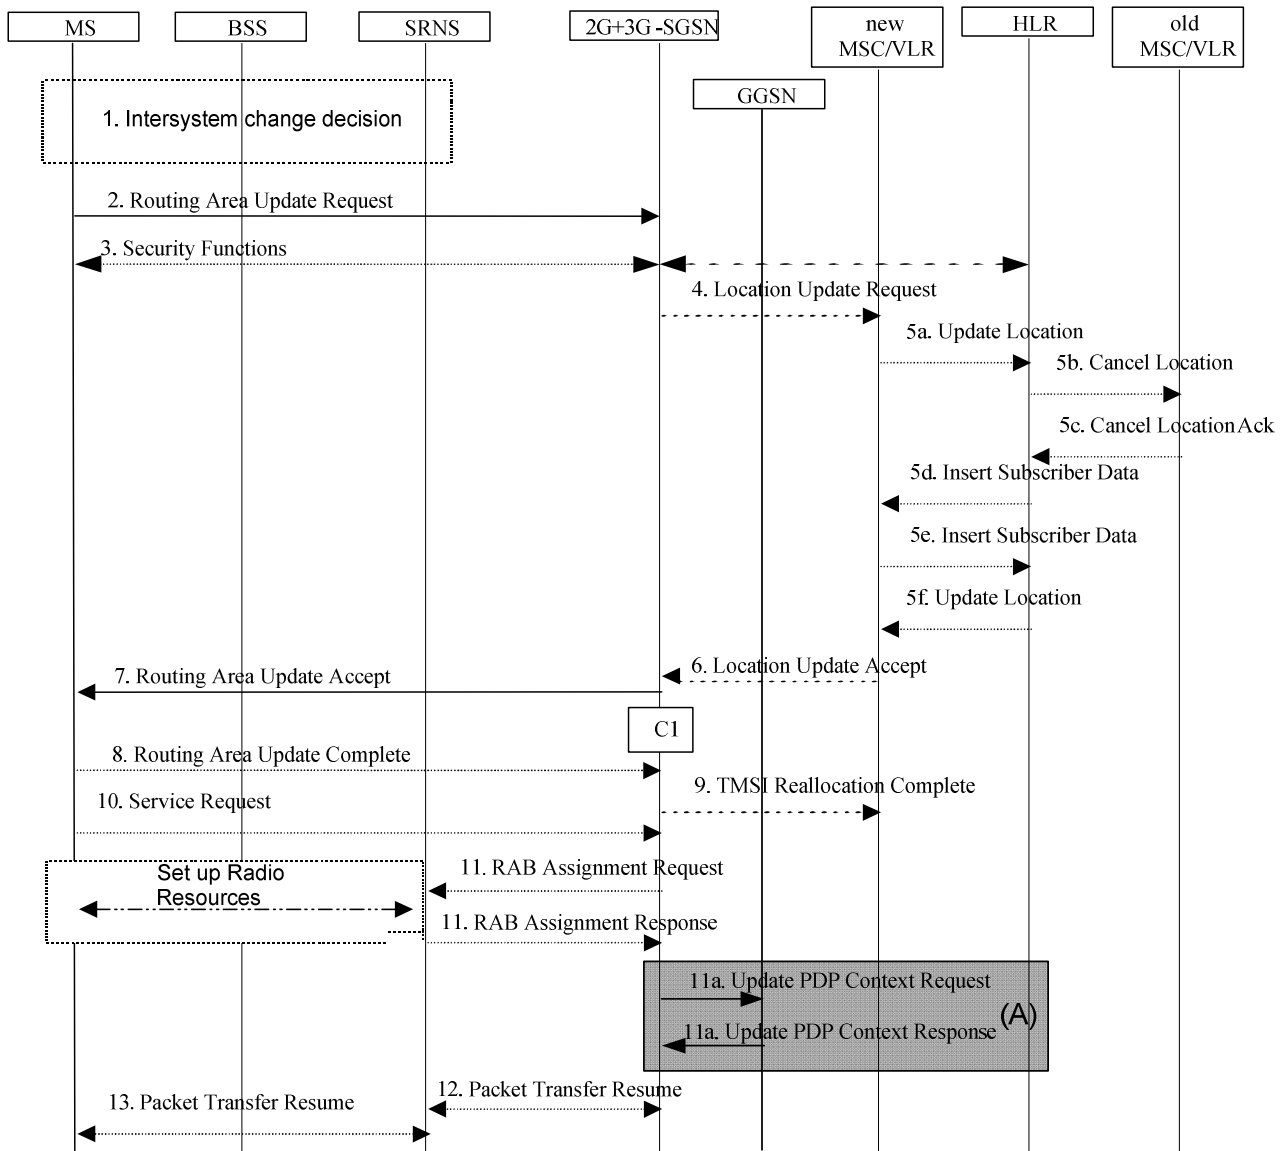 MS
BSS
SRNS
2G+3G -SGSN
new
MSC/VLR
HLR
old
MSC/VLR
GGSN
1. Intersystem change decision
2. Routing Area Update Request
3. Security Functions
4. Location Update Request
5a. Update Location
5b. Cancel Location
5c. Cancel Location Ack
5d. Insert Subscriber Data
5e. Insert Subscriber Data
5f. Update Location
6. Location Update Accept
7. Routing Area Update Accept
C1
8. Routing Area Update Complete
9. TMSI Reallocation Complete
10. Service Request
Set up Radio
Resources
11. RAB Assignment Request
11. RAB Assignment Response
11a. Update PDP Context Request
(A)
11a. Update PDP Context Response
12. Packet Transfer Resume
13. Packet Transfer Resume